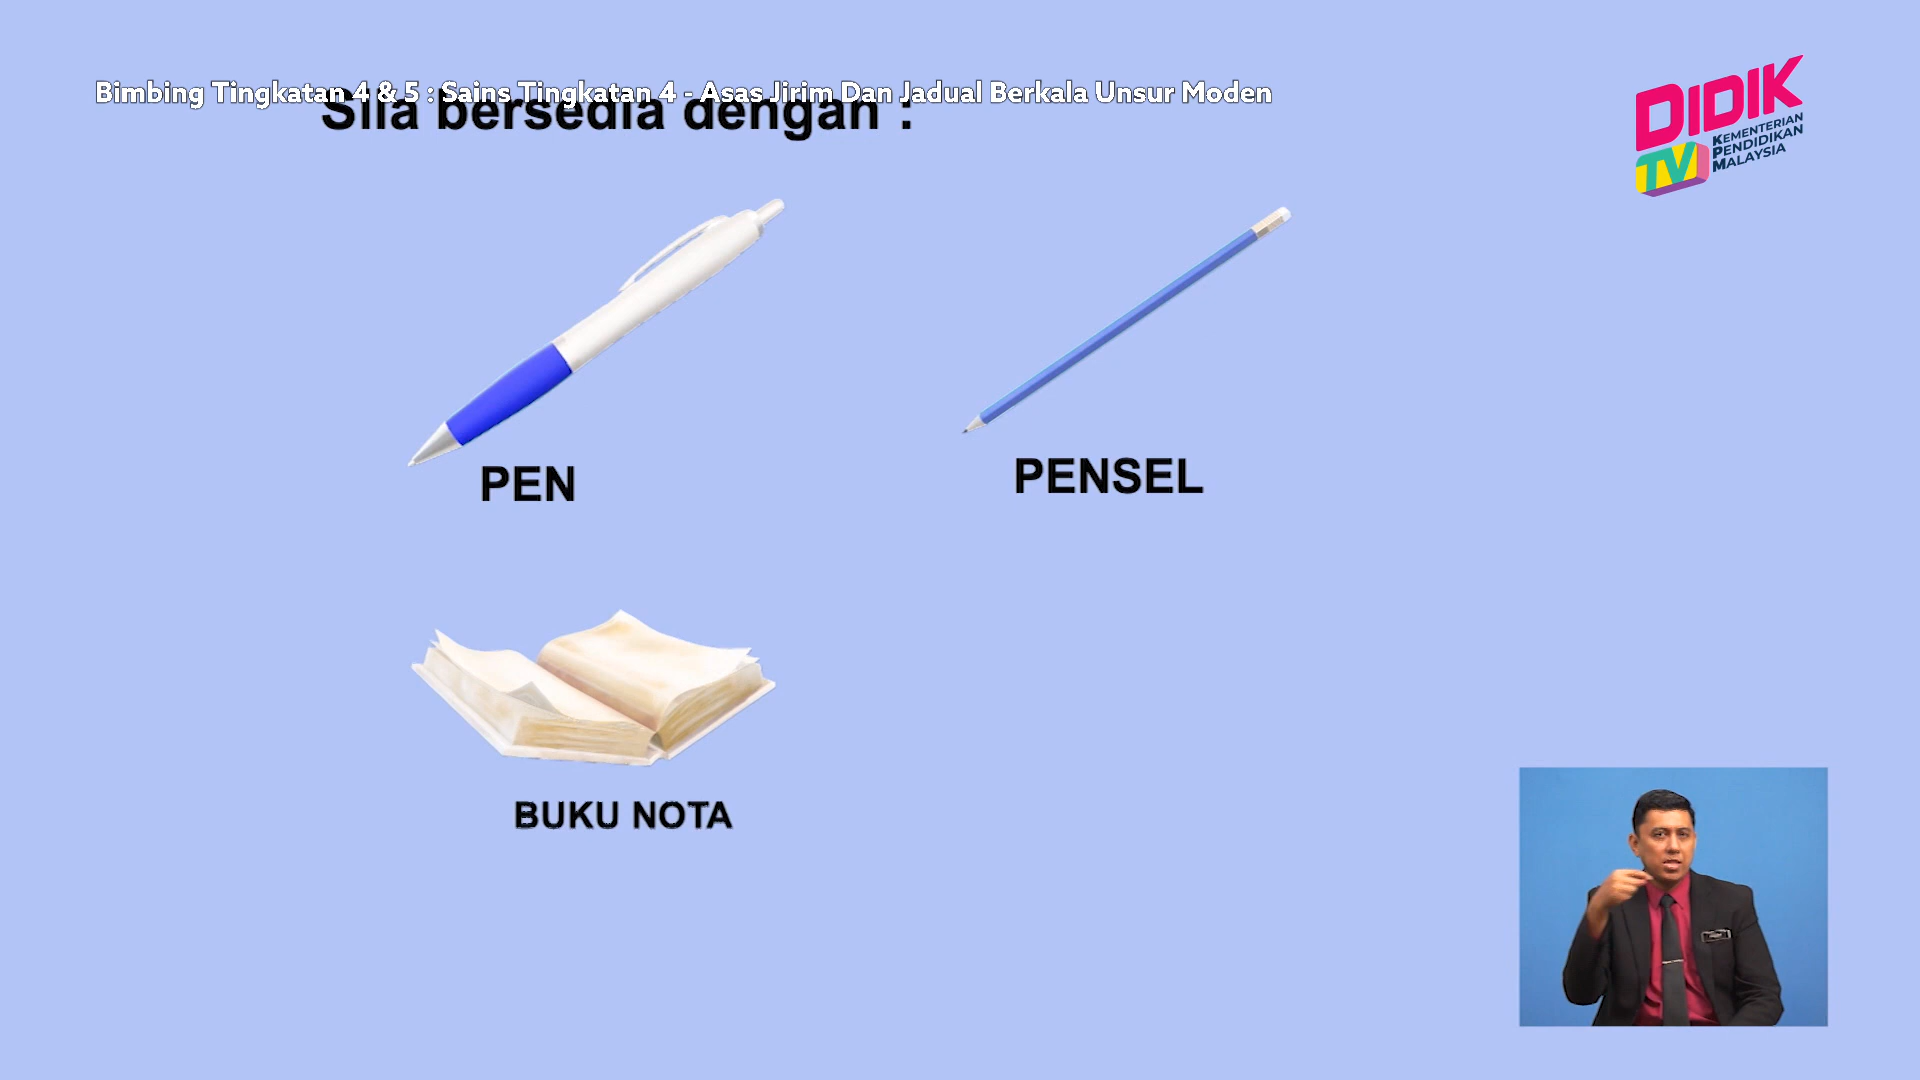 Bimbing Tingkatan 4 & 5 : Sains Tingkatan 4 - Asas Jirim Dan Jadual Berkala Unsur Moden
Sila bersedia dengan :
DIDIK
TV
KEMENTERIAN
PENDIDIKAN
MALAYSIA
PEN
PENSEL
BUKU NOTA